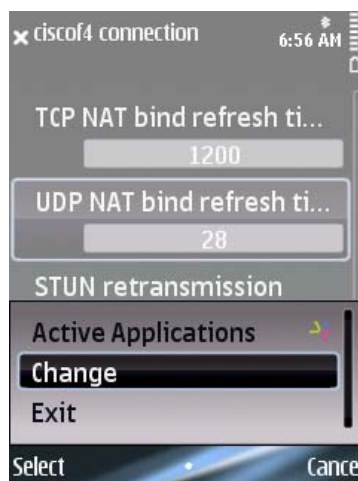 ciscof4 connection
6:56 AM
TCP NAT bind refresh ti...
1200
UDP NAT bind refresh ti...
28
STUN retransmission
Active Applications
Change
Exit
Select
Cance